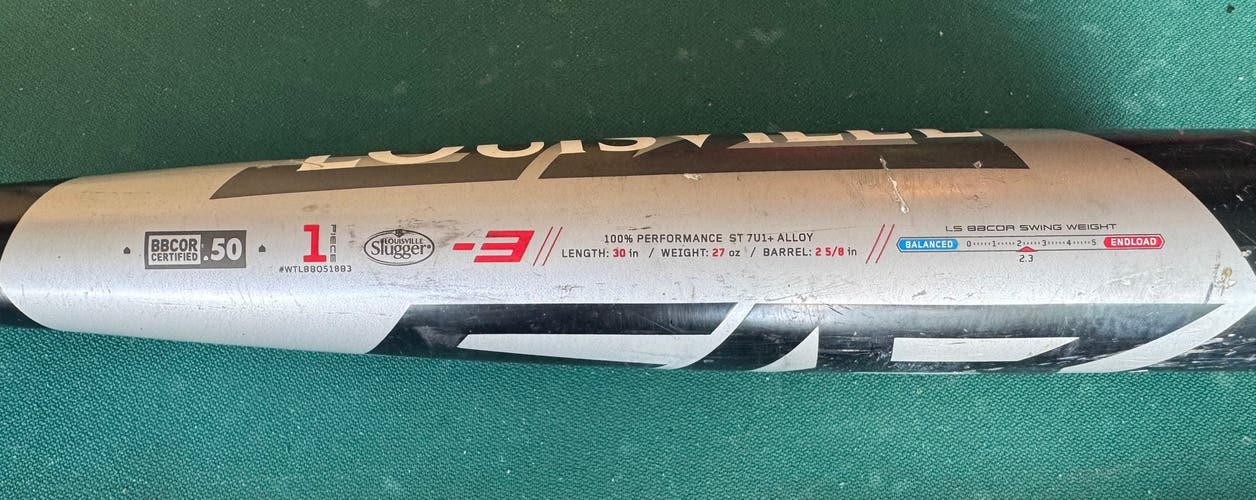 LOUISVILLE
BBCOR CERTIFIED .50
1 PIECE
#WTLBBO518B3
LOUISVILLE Slugger
-3
100% PERFORMANCE ST 7U1+ ALLOY
LENGTH: 30 in / WEIGHT: 27 oz / BARREL: 2 5/8 in
LS BBCOR SWING WEIGHT
BALANCED 0 1 2 3 4 5 ENDLOAD
2.3